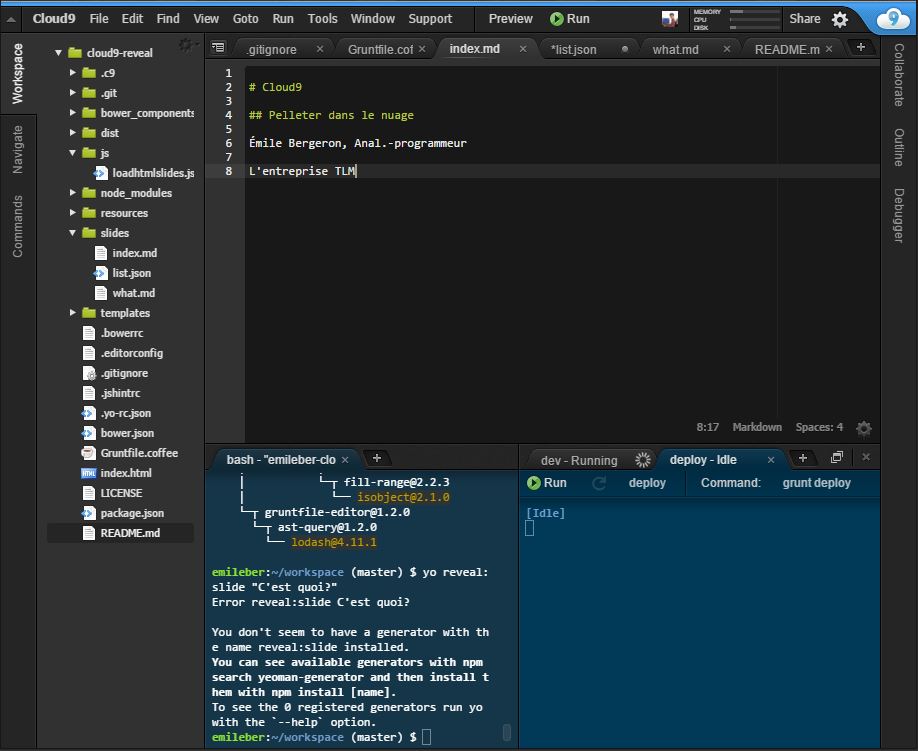 Cloud9 File Edit Find View Goto Run Tools Window Support Preview Run MEMORY CPU DISK Share 9
Workspace
Navigate
Commands
cloud9-reveal
.c9
.git
bower_components
dist
js
loadhtmlslides.js
node_modules
resources
slides
index.md
list.json
what.md
templates
.bowerrc
.editorconfig
.gitignore
.jshintrc
.yo-rc.json
bower.json
Gruntfile.coffee
index.html
LICENSE
package.json
README.md
.gitignore × Gruntfile.cof × index.md × *list.json what.md × README.m × +
1
2 # Cloud9
3
4 ## Pelleter dans le nuage
5
6 Émile Bergeron, Anal.-programmeur
7
8 L'entreprise TLM
8:17 Markdown Spaces: 4
Collaborate
Outline
Debugger
bash - "emileber-clo × +
fill-range@2.2.3
isobject@2.1.0
gruntfile-editor@1.2.0
ast-query@1.2.0
lodash@4.11.1
emileber:~/workspace (master) $ yo reveal:
slide "C'est quoi?"
Error reveal:slide C'est quoi?
You don't seem to have a generator with th
e name reveal:slide installed.
You can see available generators with npm
search yeoman-generator and then install t
hem with npm install [name].
To see the 0 registered generators run yo
with the `--help` option.
emileber:~/workspace (master) $
dev - Running deploy - Idle × + ×
Run deploy Command: grunt deploy
[Idle]